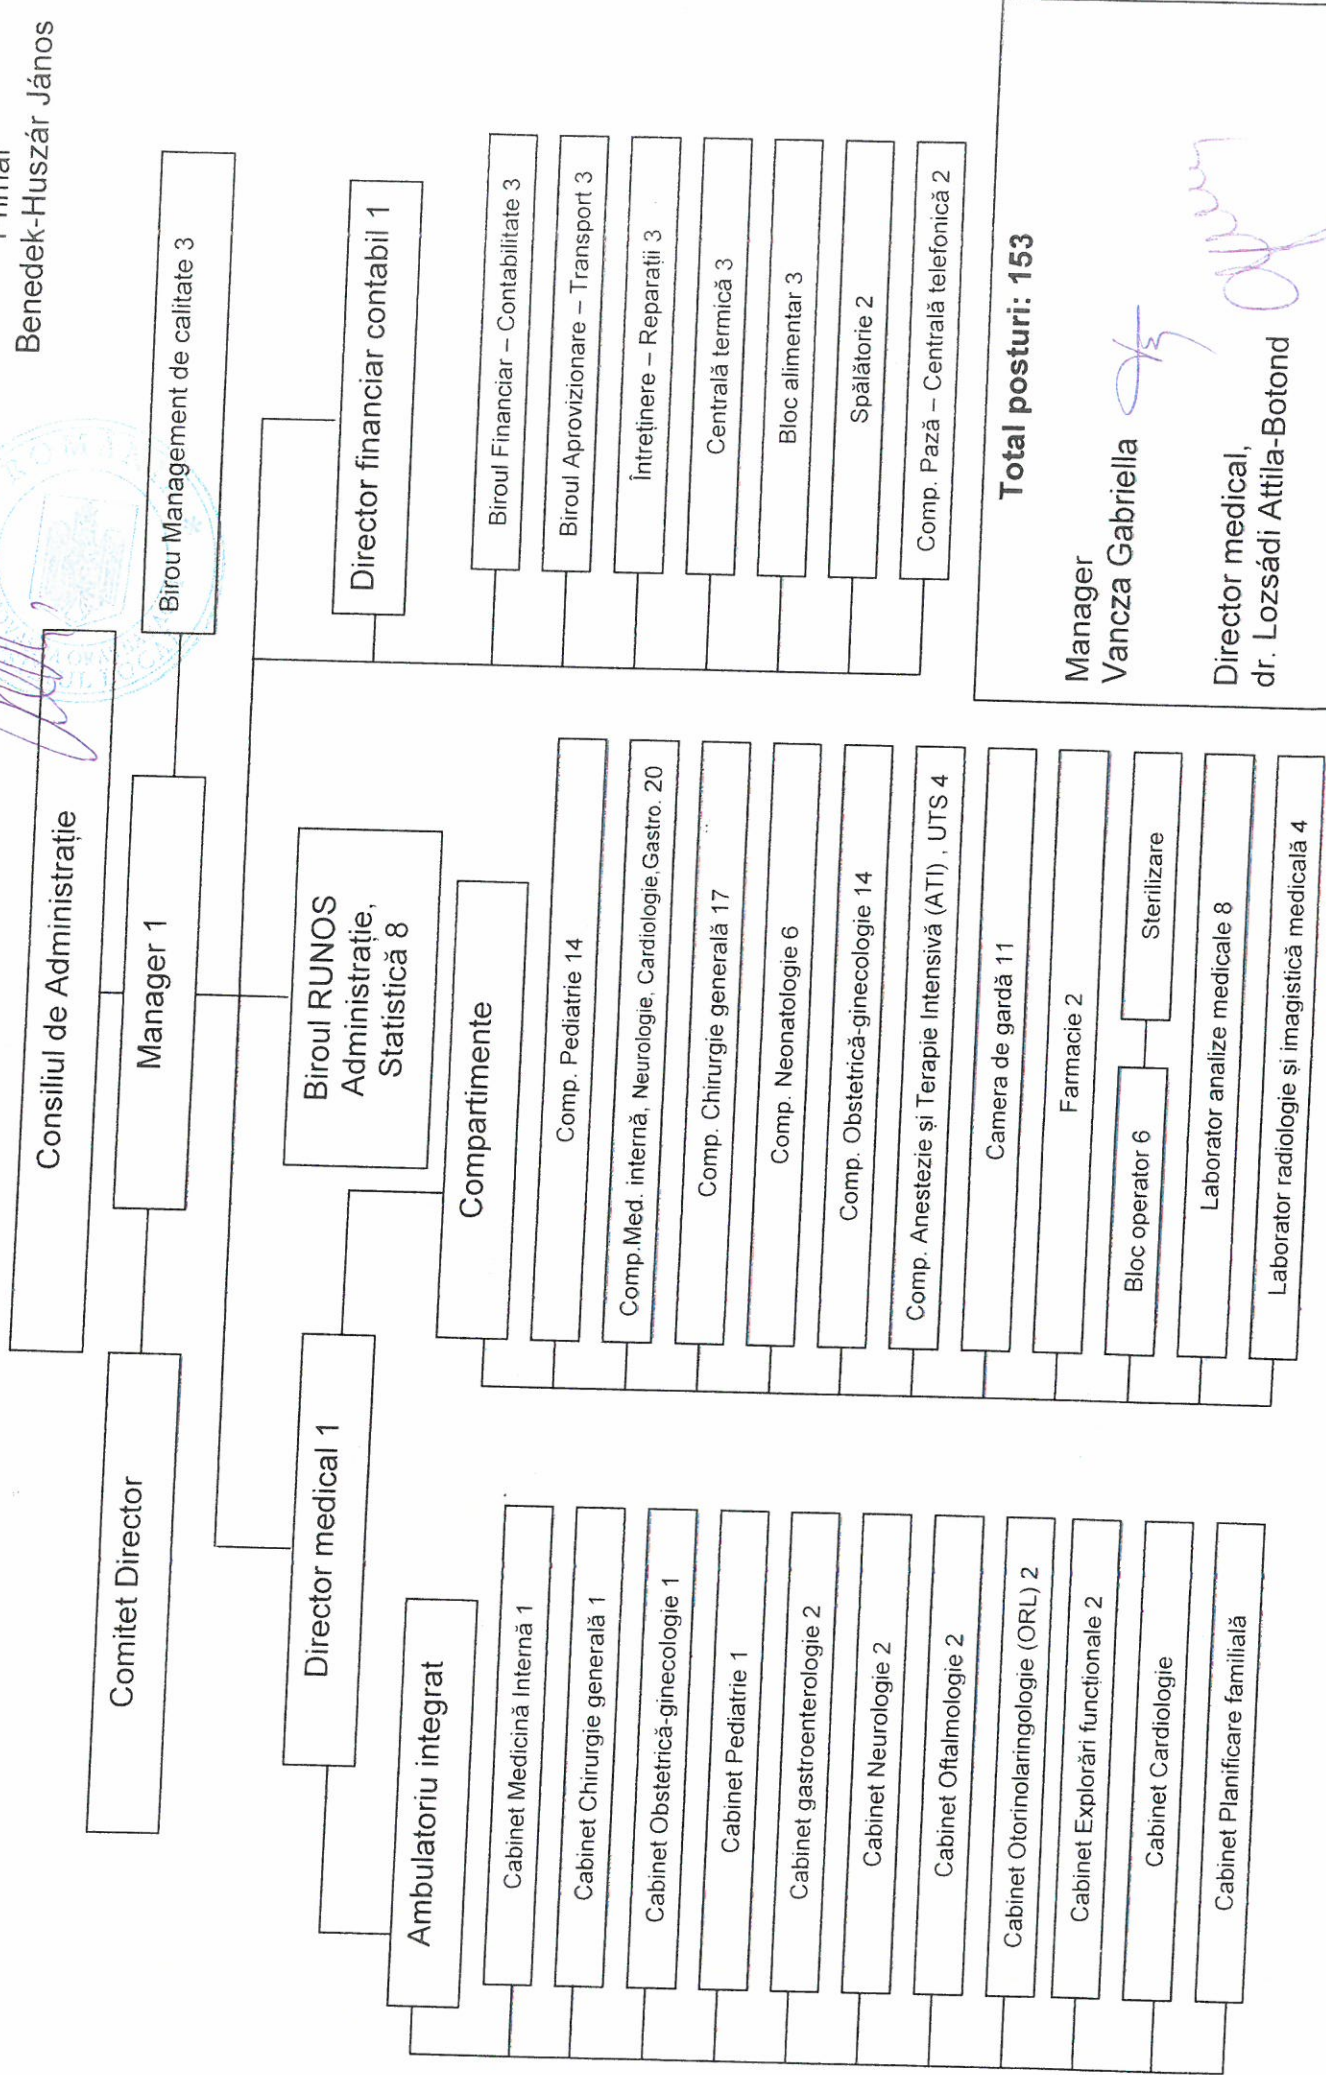 Primar
Benedek-Huszár János
ROMÂNIA
Consiliul de Administrație
Comitet Director
Manager 1
Birou Management de calitate 3
Director medical 1
Biroul RUNOS
Administrație,
Statistică 8
Director financiar contabil 1
Ambulatoriu integrat
Cabinet Medicină Internă 1
Cabinet Chirurgie generală 1
Cabinet Obstetrică-ginecologie 1
Cabinet Pediatrie 1
Cabinet gastroenterologie 2
Cabinet Neurologie 2
Cabinet Oftalmologie 2
Cabinet Otorinolaringologie (ORL) 2
Cabinet Explorări funcționale 2
Cabinet Cardiologie
Cabinet Planificare familială
Compartimente
Comp. Pediatrie 14
Comp.Med. internă, Neurologie, Cardiologie,Gastro. 20
Comp. Chirurgie generală 17
Comp. Neonatologie 6
Comp. Obstetrică-ginecologie 14
Comp. Anestezie și Terapie Intensivă (ATI) , UTS 4
Camera de gardă 11
Farmacie 2
Bloc operator 6
Sterilizare
Laborator analize medicale 8
Laborator radiologie și imagistică medicală 4
Biroul Financiar – Contabilitate 3
Biroul Aprovizionare – Transport 3
Întreținere – Reparații 3
Centrală termică 3
Bloc alimentar 3
Spălătorie 2
Comp. Pază – Centrală telefonică 2
Total posturi: 153
Manager
Vancza Gabriella
Director medical,
dr. Lozsádi Attila-Botond